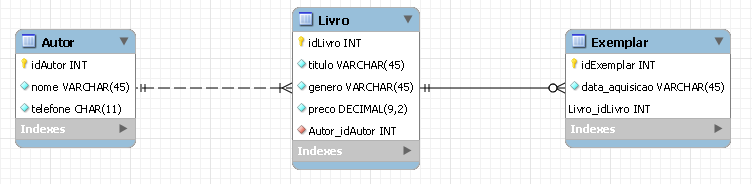 Autor
idAutor INT
nome VARCHAR(45)
telefone CHAR(11)
Indexes
Livro
idLivro INT
titulo VARCHAR(45)
genero VARCHAR(45)
preco DECIMAL(9,2)
Autor_idAutor INT
Indexes
Exemplar
idExemplar INT
data_aquisicao VARCHAR(45)
Livro_idLivro INT
Indexes